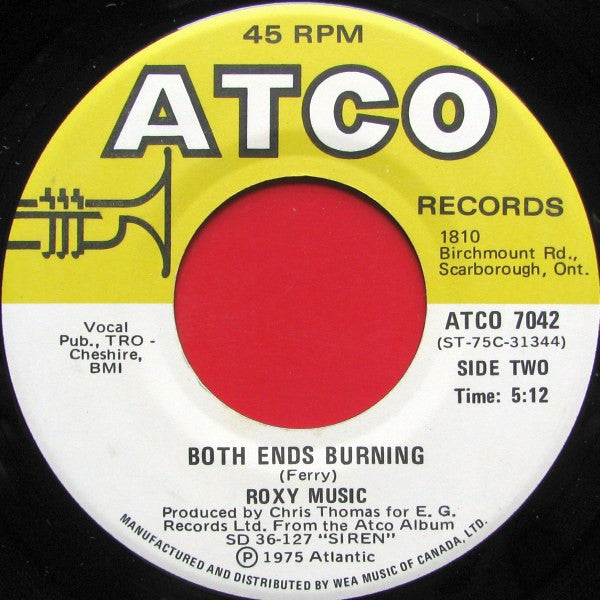 45 RPM
ATCO
RECORDS
1810
Birchmount Rd.,
Scarborough, Ont.
Vocal
Pub., TRO -
Cheshire,
BMI
ATCO 7042
(ST-75C-31344)
SIDE TWO
Time: 5:12
BOTH ENDS BURNING
(Ferry)
ROXY MUSIC
Produced by Chris Thomas for E. G.
Records Ltd. From the Atco Album
SD 36-127 "SIREN"
Ⓟ 1975 Atlantic
MANUFACTURED AND DISTRIBUTED BY WEA MUSIC OF CANADA, LTD.